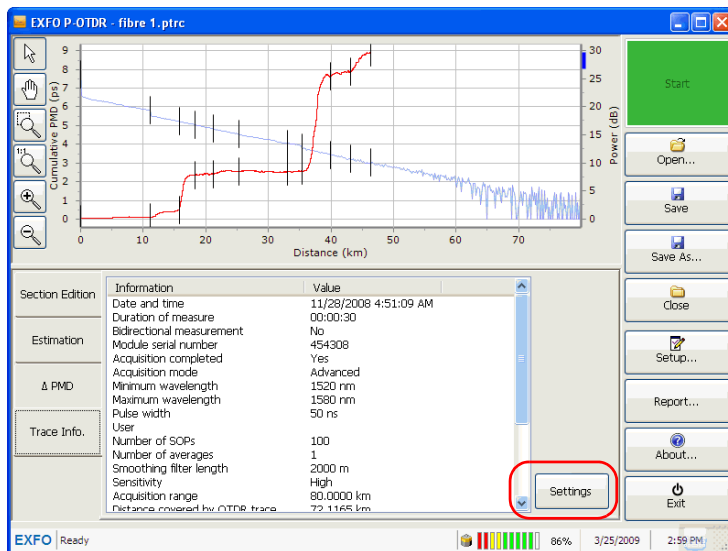 EXFO P-OTDR - fibre 1.ptrc
Cumulative PMD (ps)
9
8
7
6
5
4
3
2
1
0
30
25
20
15
10
5
0
Power (dB)
0 10 20 30 40 50 60 70
Distance (km)
1:1
Section Edition
Estimation
Δ PMD
Trace Info.
Information Value
Date and time 11/28/2008 4:51:09 AM
Duration of measure 00:00:30
Bidirectional measurement No
Module serial number 454308
Acquisition completed Yes
Acquisition mode Advanced
Minimum wavelength 1520 nm
Maximum wavelength 1580 nm
Pulse width 50 ns
User
Number of SOPs 100
Number of averages 1
Smoothing filter length 2000 m
Sensitivity High
Acquisition range 80.0000 km
Distance covered by OTDR trace 72.1165 km
Settings
Start
Open...
Save
Save As...
Close
Setup...
Report...
About...
Exit
EXFO Ready 86% 3/25/2009 2:59 PM